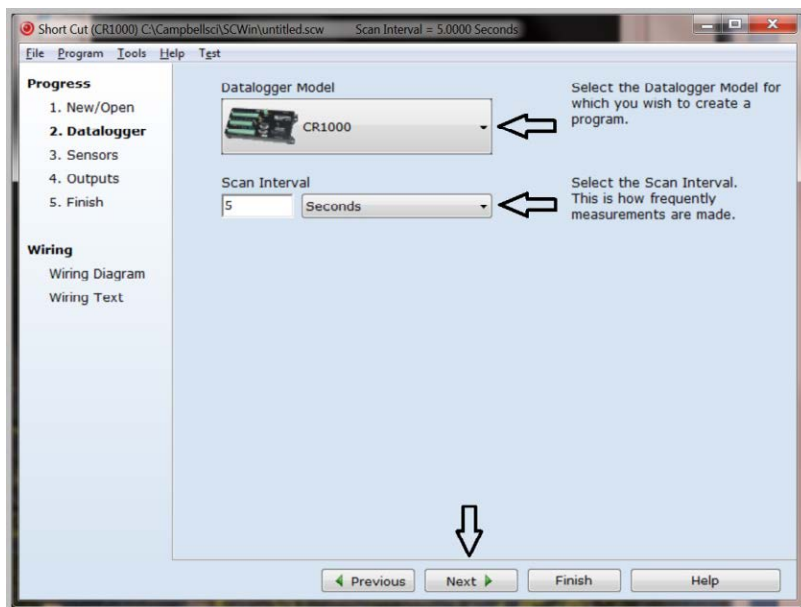 Short Cut (CR1000) C:\Campbellsci\SCWin\untitled.scw Scan Interval = 5.0000 Seconds
File Program Tools Help Test
Progress
1. New/Open
2. Datalogger
3. Sensors
4. Outputs
5. Finish
Wiring
Wiring Diagram
Wiring Text
Datalogger Model
CR1000
Select the Datalogger Model for
which you wish to create a
program.
Scan Interval
5 Seconds
Select the Scan Interval.
This is how frequently
measurements are made.
Previous Next Finish Help